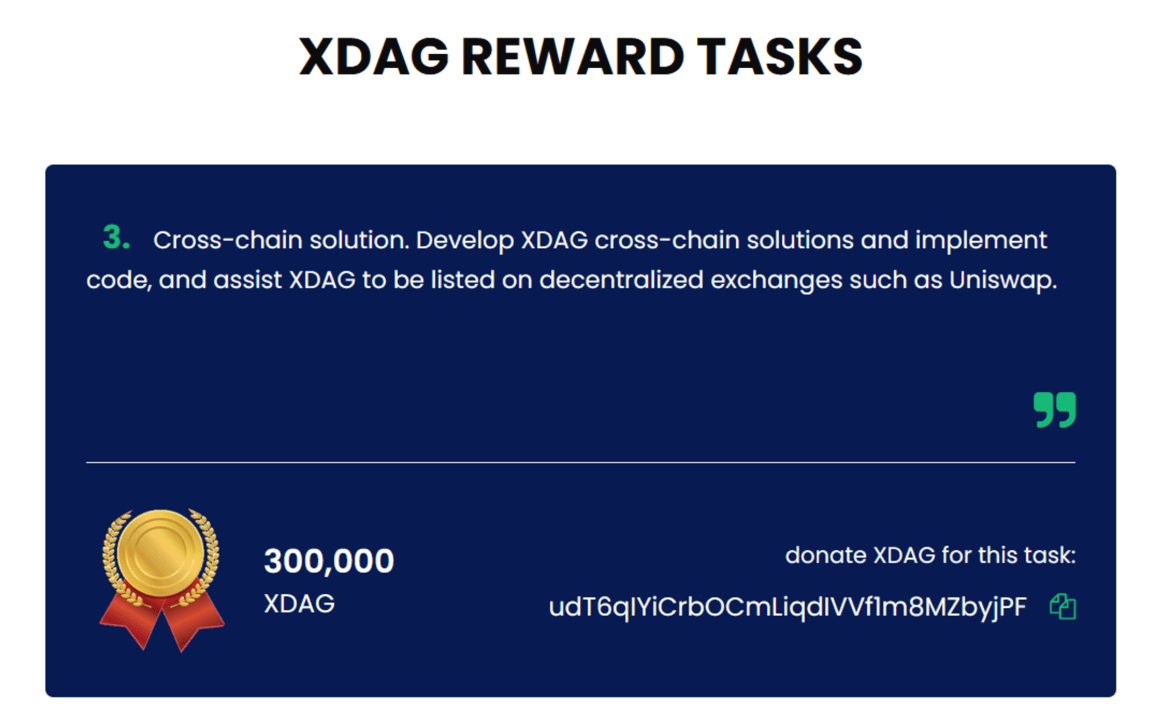 XDAG REWARD TASKS
3. Cross-chain solution. Develop XDAG cross-chain solutions and implement
code, and assist XDAG to be listed on decentralized exchanges such as Uniswap.
300,000
XDAG
donate XDAG for this task:
udT6qIYiCrbOCmLiqdIVVf1m8MZbyjPF